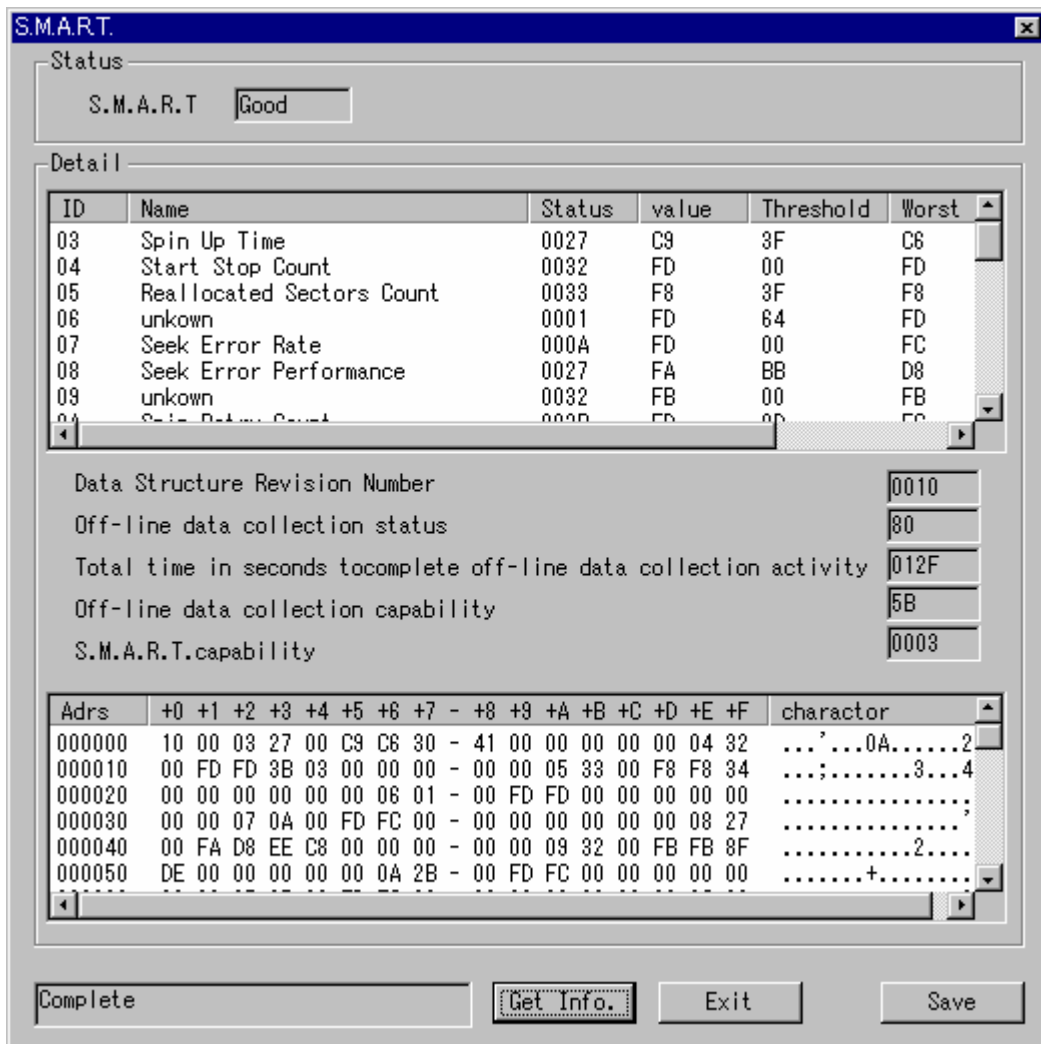 S.M.A.R.T.
Status
S.M.A.R.T Good
Detail
ID Name Status value Threshold Worst
03 Spin Up Time 0027 C9 3F C6
04 Start Stop Count 0032 FD 00 FD
05 Reallocated Sectors Count 0033 F8 3F F8
06 unkown 0001 FD 64 FD
07 Seek Error Rate 000A FD 00 FC
08 Seek Error Performance 0027 FA BB D8
09 unkown 0032 FB 00 FB
Data Structure Revision Number 0010
Off-line data collection status 80
Total time in seconds tocomplete off-line data collection activity 012F
Off-line data collection capability 5B
S.M.A.R.T.capability 0003
Adrs +0 +1 +2 +3 +4 +5 +6 +7 - +8 +9 +A +B +C +D +E +F charactor
000000 10 00 03 27 00 C9 C6 30 - 41 00 00 00 00 00 04 32 ...'...0A......2
000010 00 FD FD 3B 03 00 00 00 - 00 00 05 33 00 F8 F8 34 ...;.......3...4
000020 00 00 00 00 00 00 06 01 - 00 FD FD 00 00 00 00 00 ................
000030 00 00 07 0A 00 FD FC 00 - 00 00 00 00 00 00 08 27 ...............'
000040 00 FA D8 EE C8 00 00 00 - 00 00 09 32 00 FB FB 8F ...........2....
000050 DE 00 00 00 00 00 0A 2B - 00 FD FC 00 00 00 00 00 .......+........
Complete Get Info. Exit Save